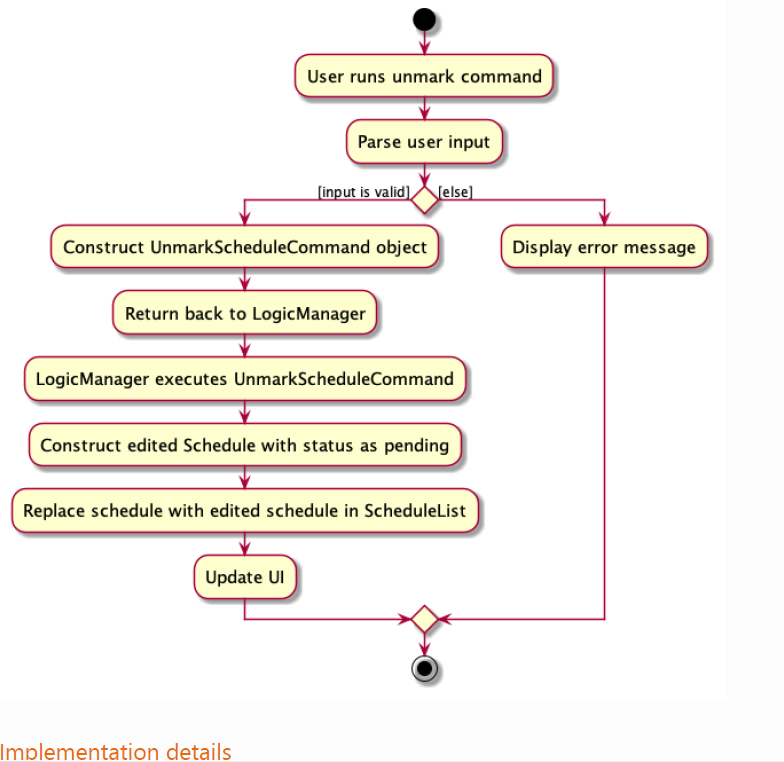 User runs unmark command
Parse user input
[input is valid]
[else]
Construct UnmarkScheduleCommand object
Display error message
Return back to LogicManager
LogicManager executes UnmarkScheduleCommand
Construct edited Schedule with status as pending
Replace schedule with edited schedule in ScheduleList
Update UI
Implementation details